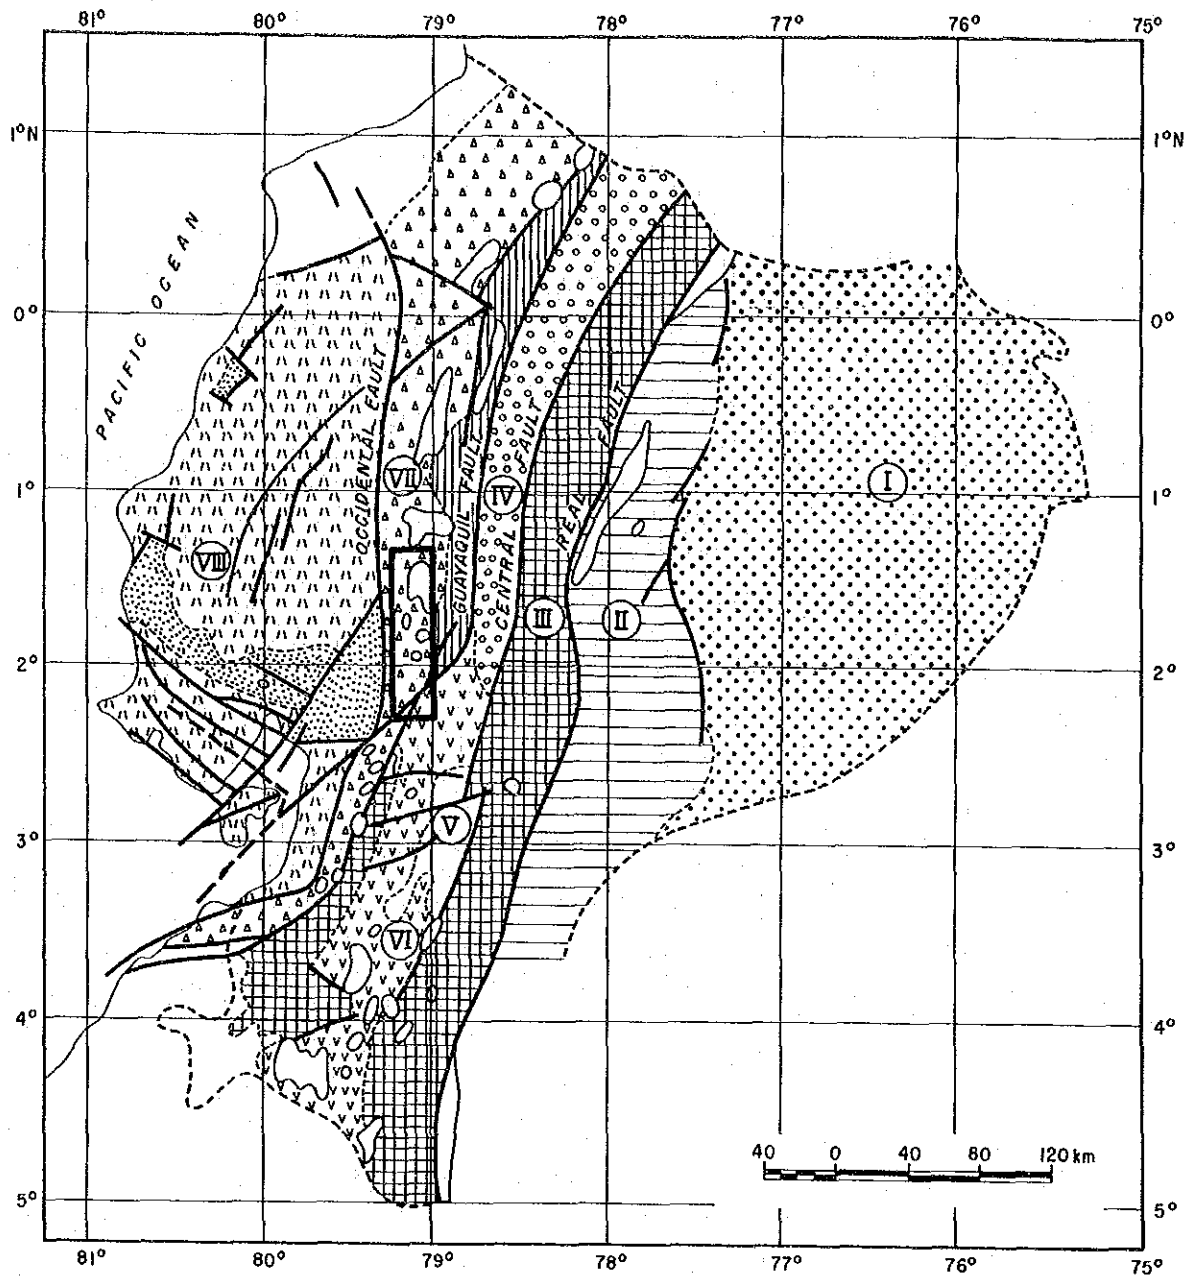 81° 80° 79° 78° 77° 76° 75°
1°N 1°N
PACIFIC OCEAN
0° 0°
OCCIDENTAL FAULT
GUAYAQUIL FAULT
CENTRAL FAULT
REAL FAULT
VII
IV
I
1° 1°
VIII
III
II
2° 2°
V
3° 3°
VI
4° 4°
40 0 40 80 120 km
5° 5°
81° 80° 79° 78° 77° 76° 75°